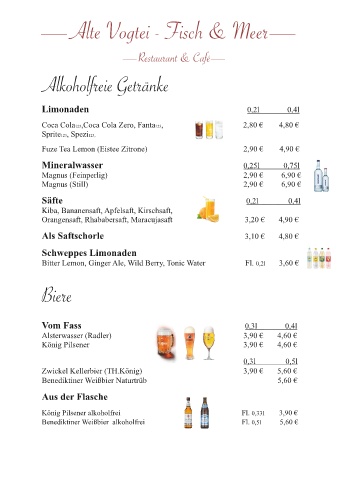 Alte Vogtei - Fisch & Meer
Restaurant & Cafe
Alkoholfreie Getränke
Limonaden 0,2l 0,4l
Coca Cola, Coca Cola Zero, Fanta, 2,80 € 4,80 €
Sprite, Spezi
Fuze Tea Lemon (Eistee Zitrone) 2,90 € 4,90 €
Mineralwasser 0,25l 0,75l
Magnus (Feinperlig) 2,90 € 6,90 €
Magnus (Still) 2,90 € 6,90 €
Säfte 0,2l 0,4l
Kiba, Bananensaft, Apfelsaft, Kirschsaft,
Orangensaft, Rhabarbersaft, Maracujasaft 3,20 € 4,90 €
Als Saftschorle 3,10 € 4,80 €
Schweppes Limonaden
Bitter Lemon, Ginger Ale, Wild Berry, Tonic Water Fl. 0,2l 3,60 €
Biere
Vom Fass 0,3l 0,4l
Alsterwasser (Radler) 3,90 € 4,60 €
König Pilsener 3,90 € 4,60 €
0,3l 0,5l
Zwickel Kellerbier (TH.König) 3,90 € 5,60 €
Benediktiner Weißbier Naturtrüb 5,60 €
Aus der Flasche
König Pilsener alkoholfrei Fl. 0,33l 3,90 €
Benediktiner Weißbier alkoholfrei Fl. 0,5l 5,60 €